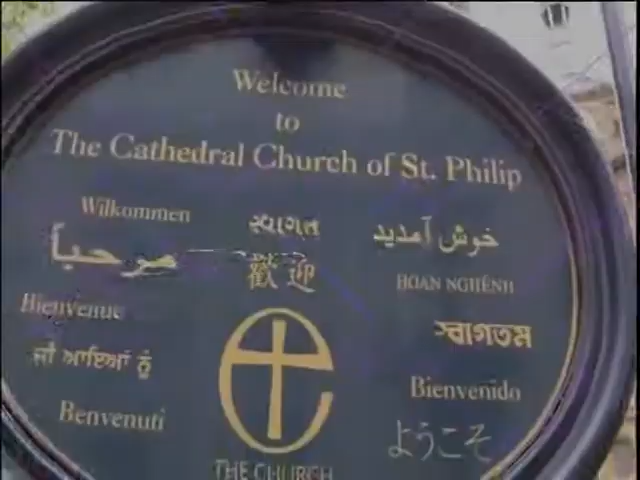 Welcome
to
The Cathedral Church of St. Philip
Wilkommen
સ્વાગત
خوش آمدید
مرحباً
歡迎
HOAN NGHÊNH
Bienvenue
স্বাগতম
ਜੀ ਆਇਆਂ ਨੂੰ
Bienvenido
Benvenuti
ようこそ
THE CHURCH